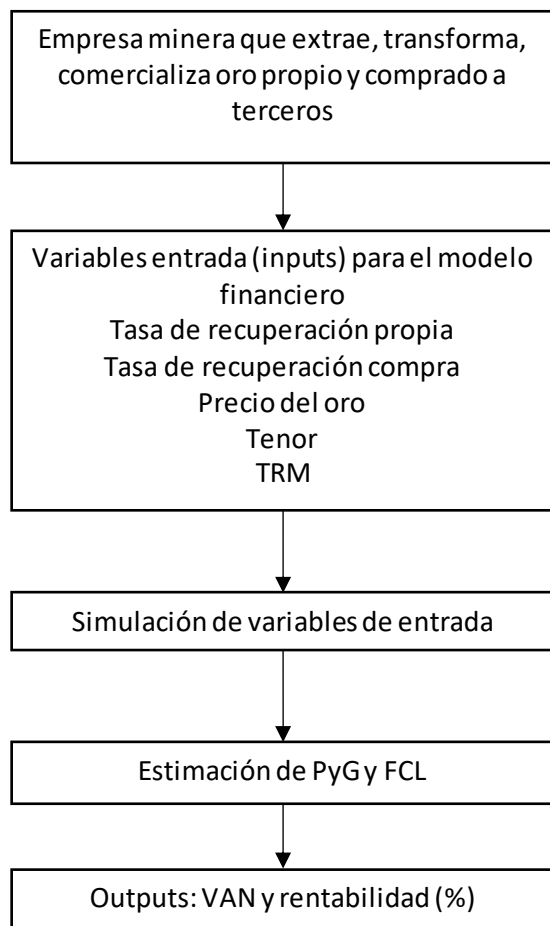 Empresa minera que extrae, transforma,
comercializa oro propio y comprado a
terceros
Variables entrada (inputs) para el modelo
financiero
Tasa de recuperación propia
Tasa de recuperación compra
Precio del oro
Tenor
TRM
Simulación de variables de entrada
Estimación de PyG y FCL
Outputs: VAN y rentabilidad (%)